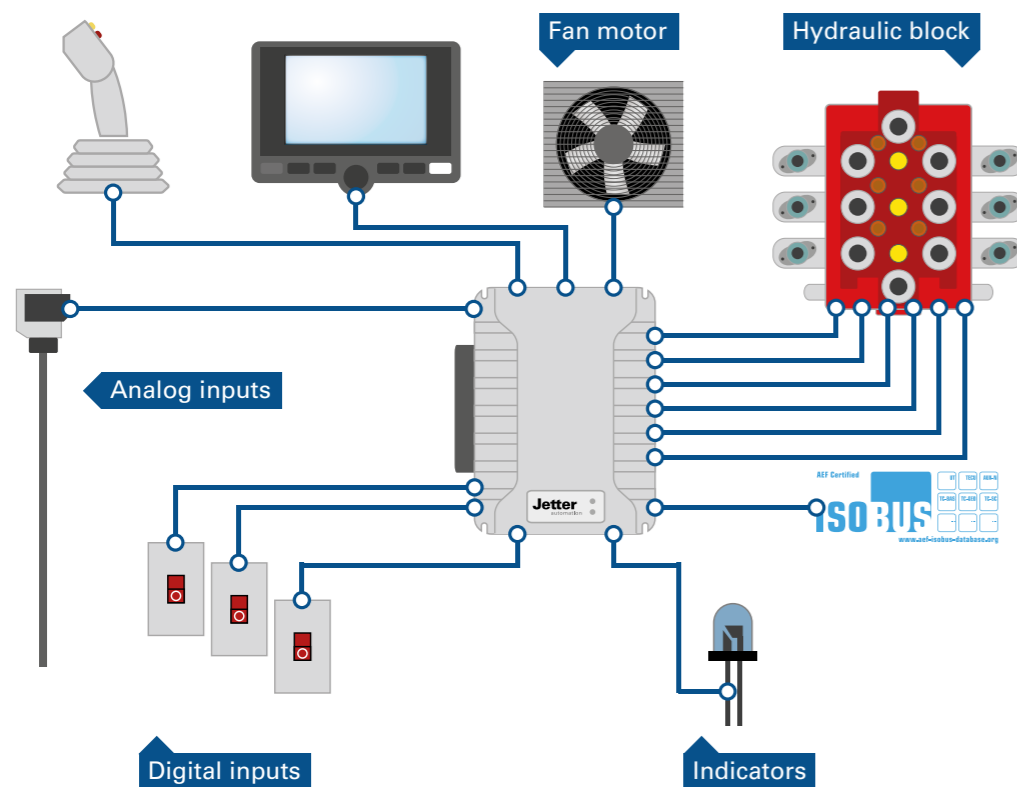 Fan motor
Hydraulic block
Analog inputs
AEF Certified
ISOBUS
UT TECU AUX-N
TC-BAS TC-GEO TC-SC
www.aef-isobus-database.org
Jetter
automation
Digital inputs
Indicators